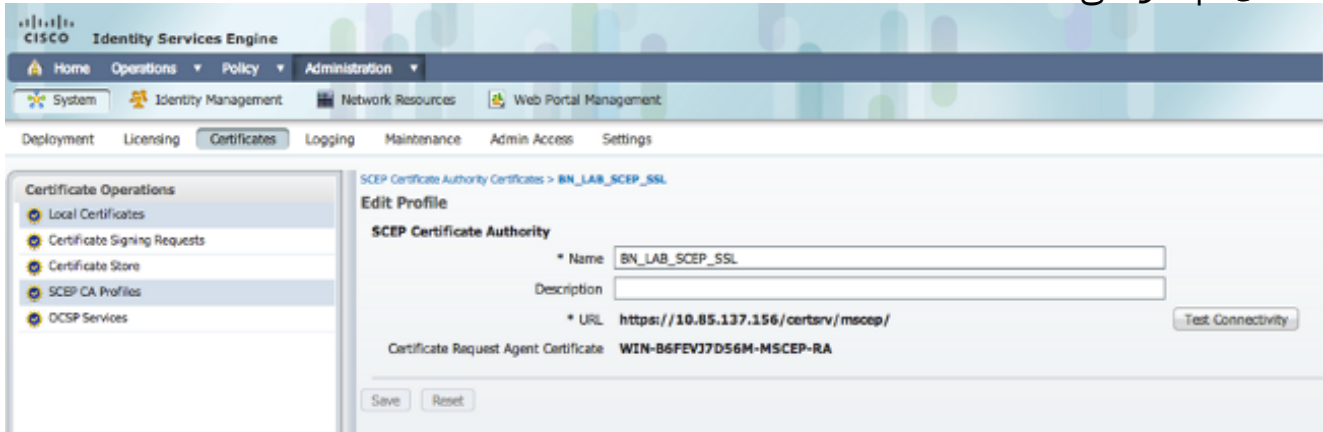 CISCO Identity Services Engine
Home Operations Policy Administration
System Identity Management Network Resources Web Portal Management
Deployment Licensing Certificates Logging Maintenance Admin Access Settings
Certificate Operations
Local Certificates
Certificate Signing Requests
Certificate Store
SCEP CA Profiles
OCSP Services
SCEP Certificate Authority Certificates > BN_LAB_SCEP_SSL
Edit Profile
SCEP Certificate Authority
* Name BN_LAB_SCEP_SSL
Description
* URL https://10.85.137.156/certsrv/mscep/ Test Connectivity
Certificate Request Agent Certificate WIN-B6FEVJ7D56M-MSCEP-RA
Save Reset